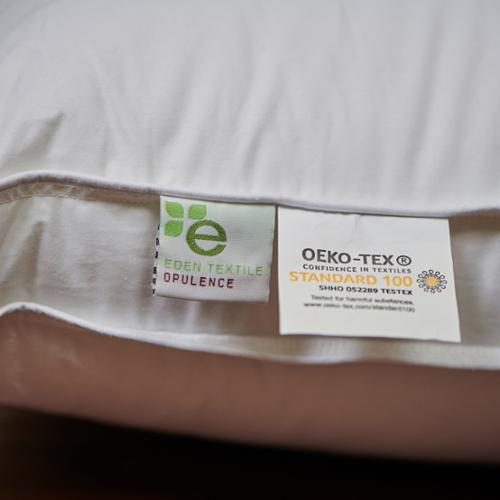 e
EDEN TEXTILE
OPULENCE
OEKO-TEX®
CONFIDENCE IN TEXTILES
STANDARD 100
SHHO 052289 TESTEX
Tested for harmful substances.
www.oeko-tex.com/standard100